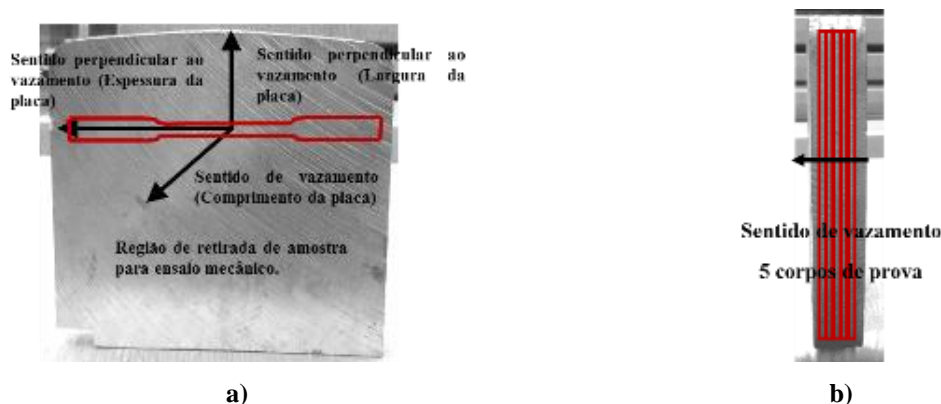 Sentido perpendicular ao
vazamento (Espessura da
placa)
Sentido perpendicular ao
vazamento (Largura da
placa)
Sentido de vazamento
(Comprimento da placa)
Região de retirada de amostra
para ensaio mecânico.
Sentido de vazamento
5 corpos de prova
a)
b)